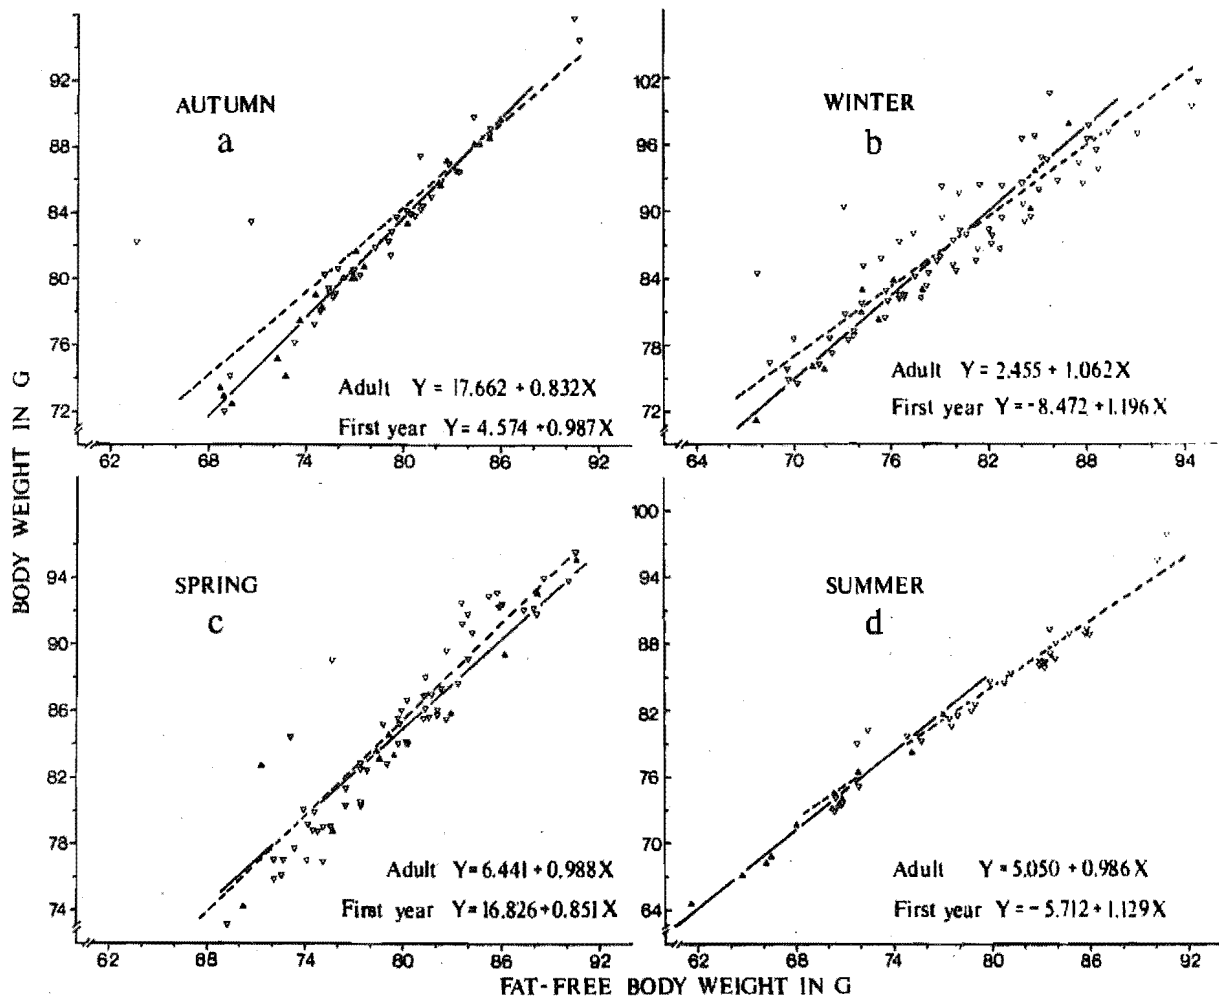 BODY WEIGHT IN G
92
88
84
80
76
72
AUTUMN
a
Adult Y = 17.662 + 0.832X
First year Y = 4.574 + 0.987X
62 68 74 80 86 92
102
96
90
84
78
72
WINTER
b
Adult Y = 2.455 + 1.062X
First year Y = -8.472 + 1.196X
64 70 76 82 88 94
94
90
86
82
78
74
SPRING
c
Adult Y = 6.441 + 0.988X
First year Y = 16.826 + 0.851X
62 68 74 80 86 92
100
94
88
82
76
70
64
SUMMER
d
Adult Y = 5.050 + 0.986X
First year Y = -5.712 + 1.129X
62 68 74 80 86 92
FAT-FREE BODY WEIGHT IN G